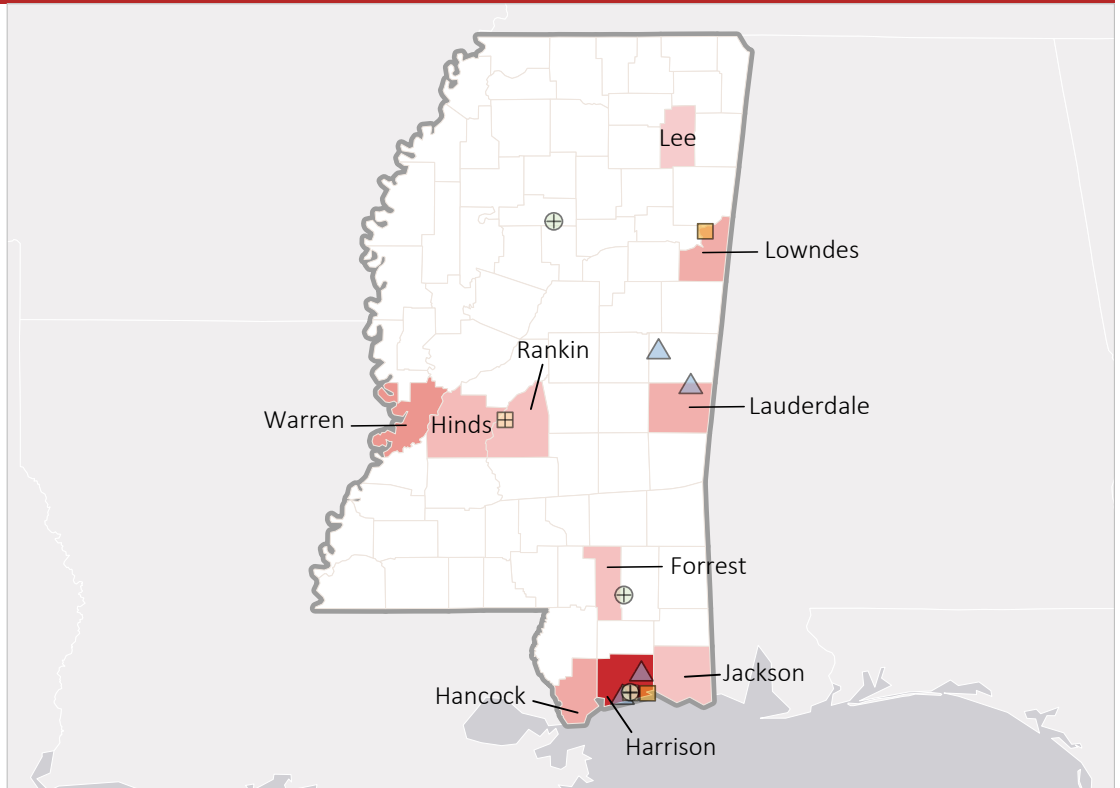 Lee
Lowndes
Rankin
Warren
Hinds
Lauderdale
Forrest
Jackson
Hancock
Harrison